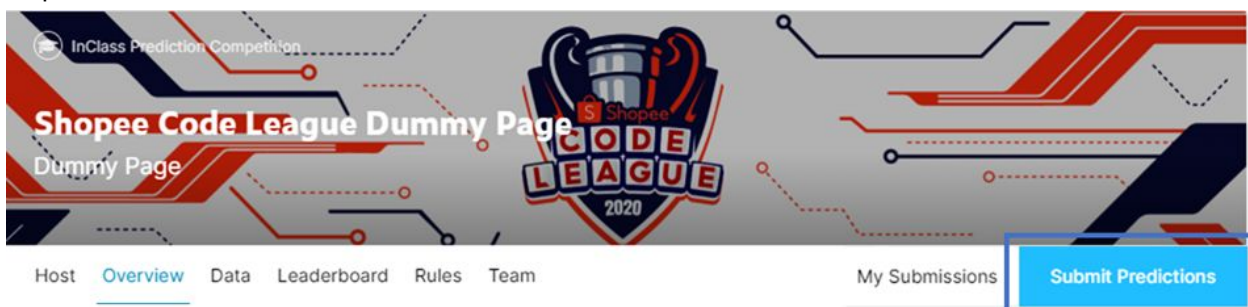 InClass Prediction Competition
Shopee Code League Dummy Page
Dummy Page
S Shopee
CODE
LEAGUE
2020
Host Overview Data Leaderboard Rules Team My Submissions Submit Predictions